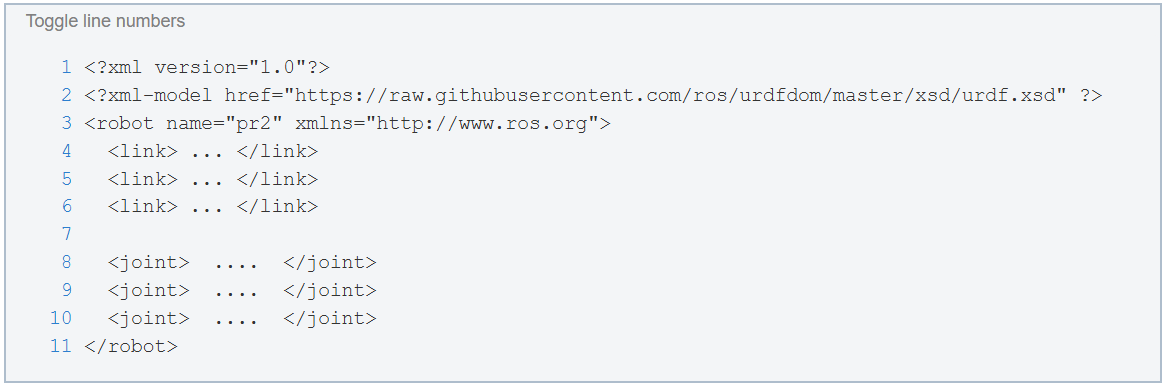 Toggle line numbers
1 <?xml version="1.0"?>
2 <?xml-model href="https://raw.githubusercontent.com/ros/urdfdom/master/xsd/urdf.xsd" ?>
3 <robot name="pr2" xmlns="http://www.ros.org">
4   <link> ... </link>
5   <link> ... </link>
6   <link> ... </link>
7
8   <joint>  ....  </joint>
9   <joint>  ....  </joint>
10   <joint>  ....  </joint>
11 </robot>